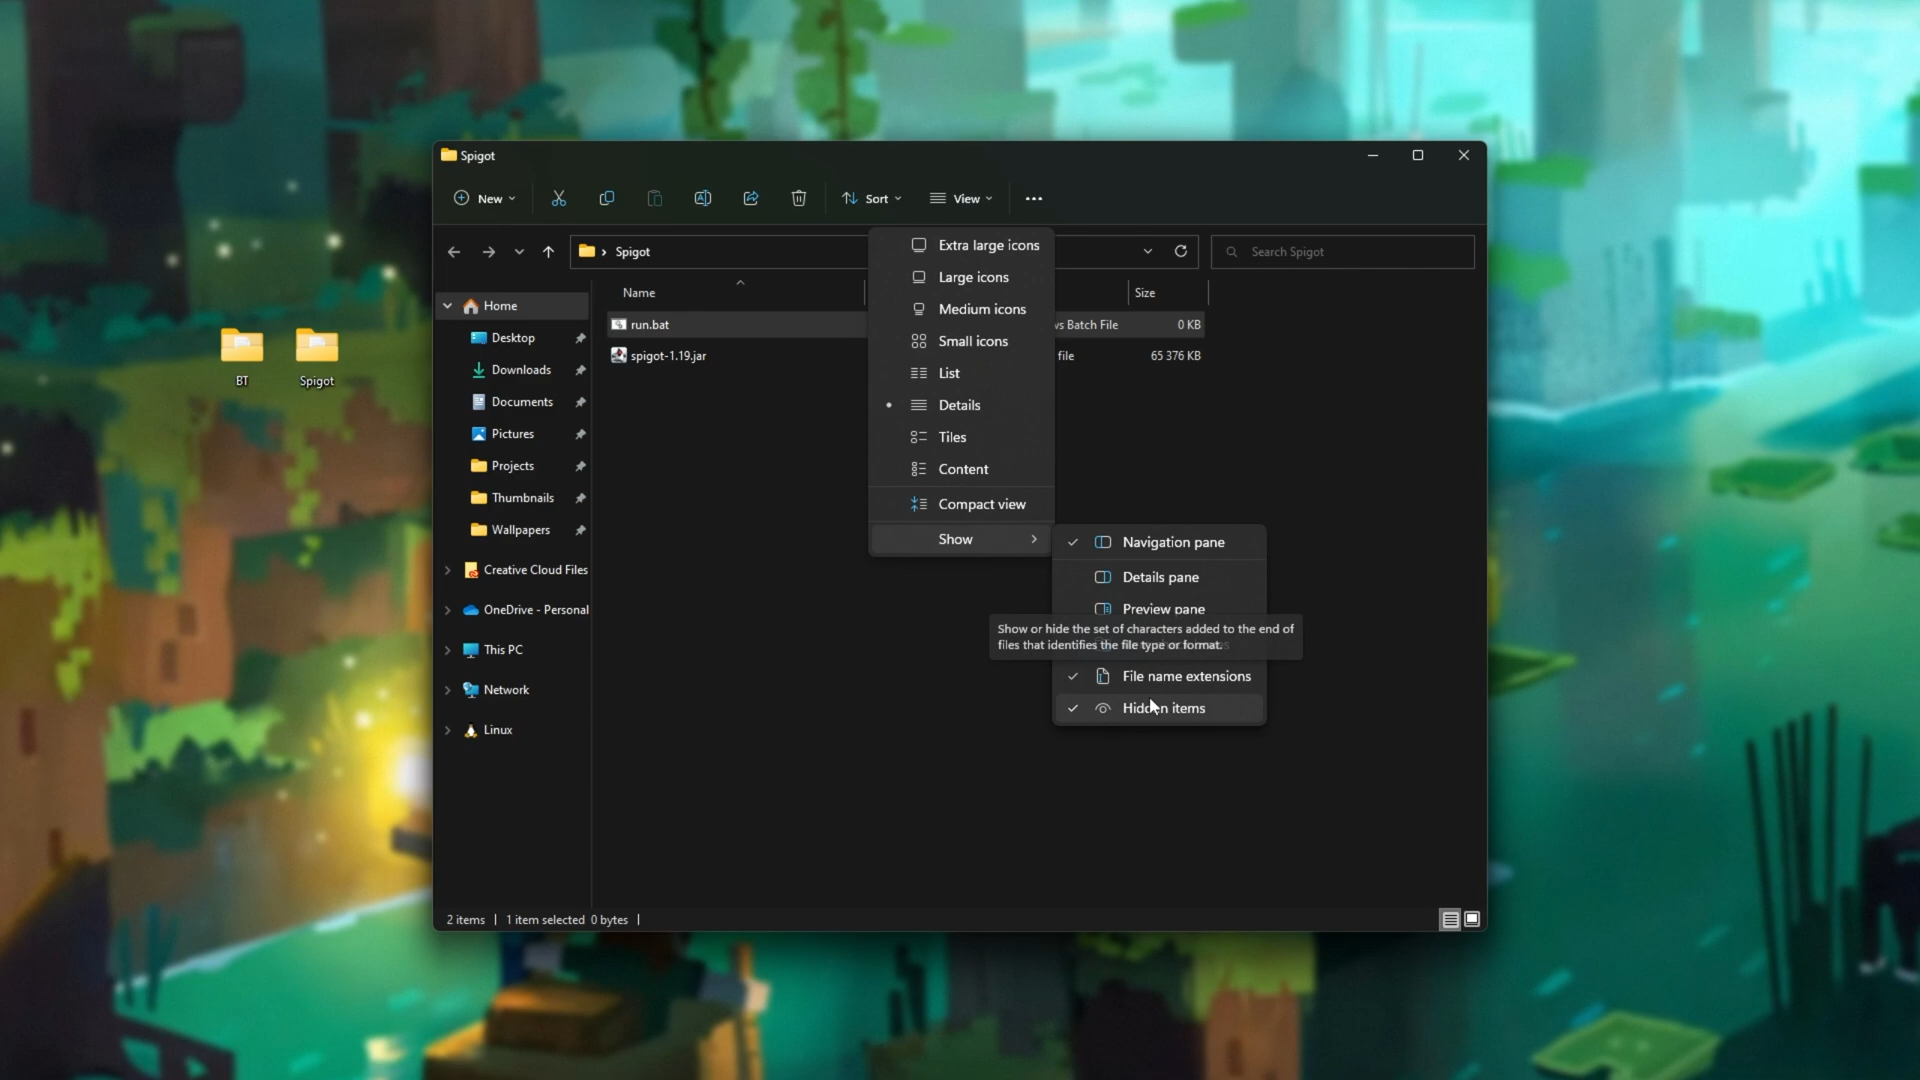 Spigot
New
Sort
View
Spigot
Search Spigot
Name
Size
Home
run.bat
ws Batch File
0 KB
Desktop
spigot-1.19.jar
file
65 376 KB
Downloads
Documents
Pictures
Projects
Thumbnails
Wallpapers
Creative Cloud Files
OneDrive - Personal
This PC
Network
Linux
Extra large icons
Large icons
Medium icons
Small icons
List
Details
Tiles
Content
Compact view
Show
Navigation pane
Details pane
Preview pane
Show or hide the set of characters added to the end of
files that identifies the file type or format.
File name extensions
Hidden items
BT
Spigot
2 items
1 item selected 0 bytes